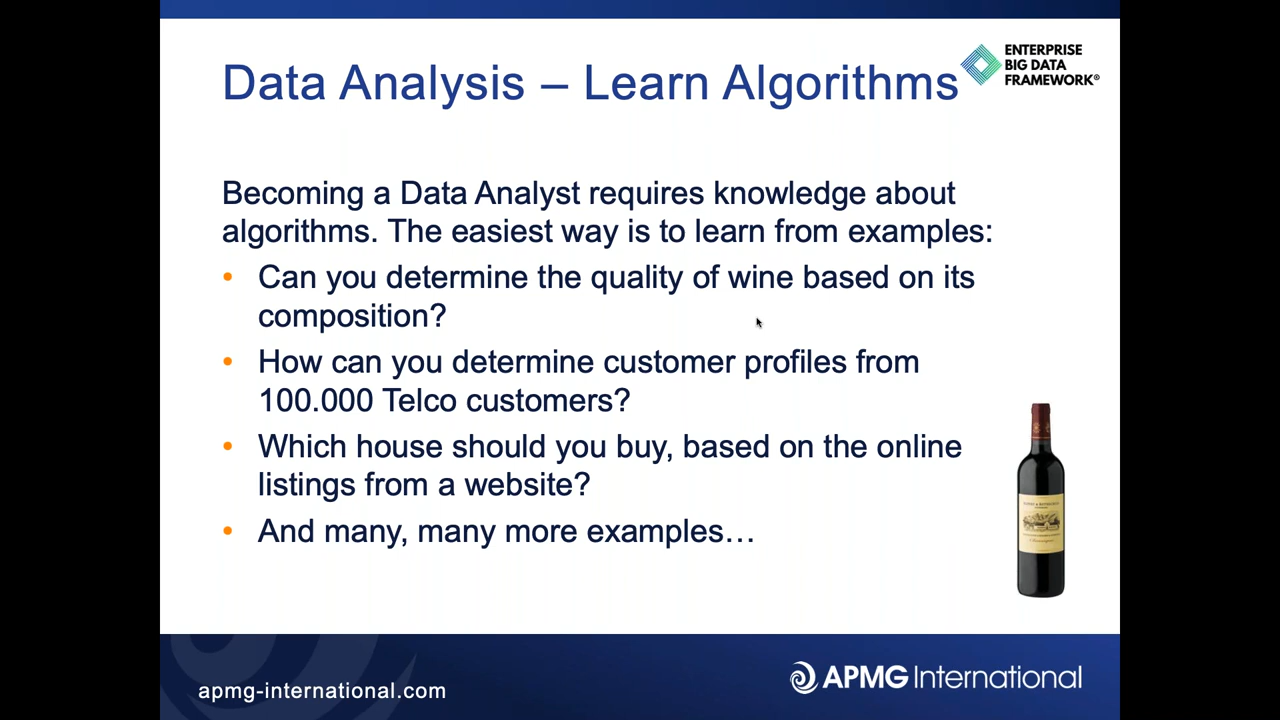 Data Analysis – Learn Algorithms
ENTERPRISE
BIG DATA
FRAMEWORK®
Becoming a Data Analyst requires knowledge about
algorithms. The easiest way is to learn from examples:
• Can you determine the quality of wine based on its
composition?
• How can you determine customer profiles from
100.000 Telco customers?
• Which house should you buy, based on the online
listings from a website?
• And many, many more examples…
apmg-international.com
APMG International